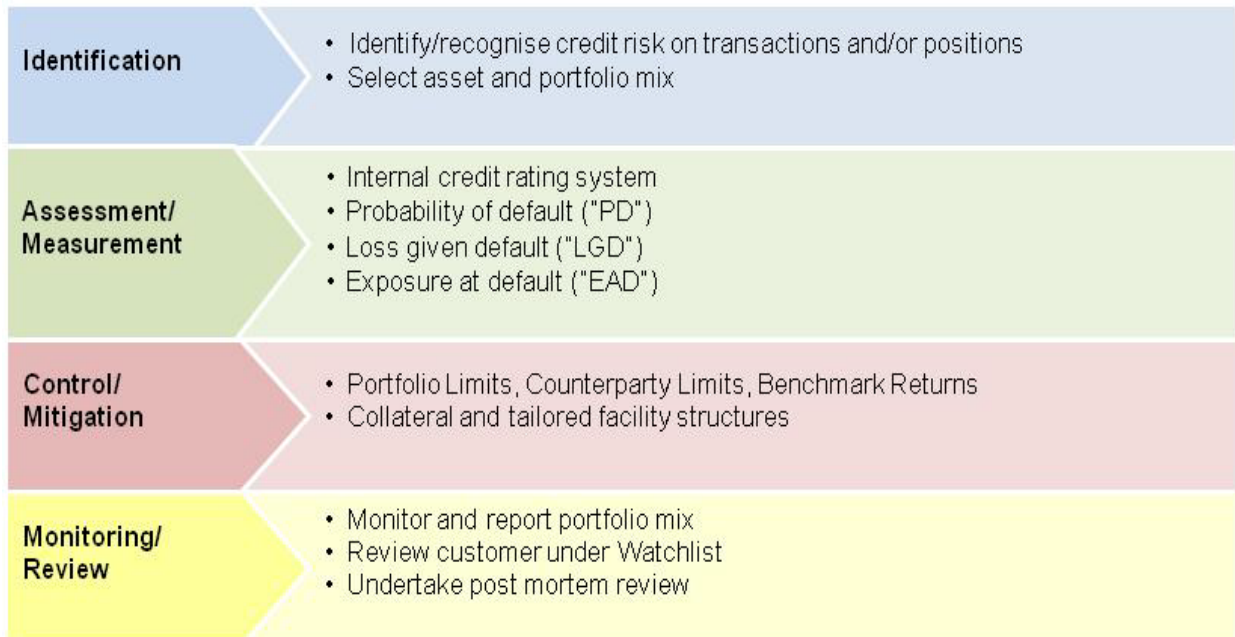 Identification
• Identify/recognise credit risk on transactions and/or positions
• Select asset and portfolio mix
Assessment/
Measurement
• Internal credit rating system
• Probability of default ("PD")
• Loss given default ("LGD")
• Exposure at default ("EAD")
Control/
Mitigation
• Portfolio Limits, Counterparty Limits, Benchmark Returns
• Collateral and tailored facility structures
Monitoring/
Review
• Monitor and report portfolio mix
• Review customer under Watchlist
• Undertake post mortem review